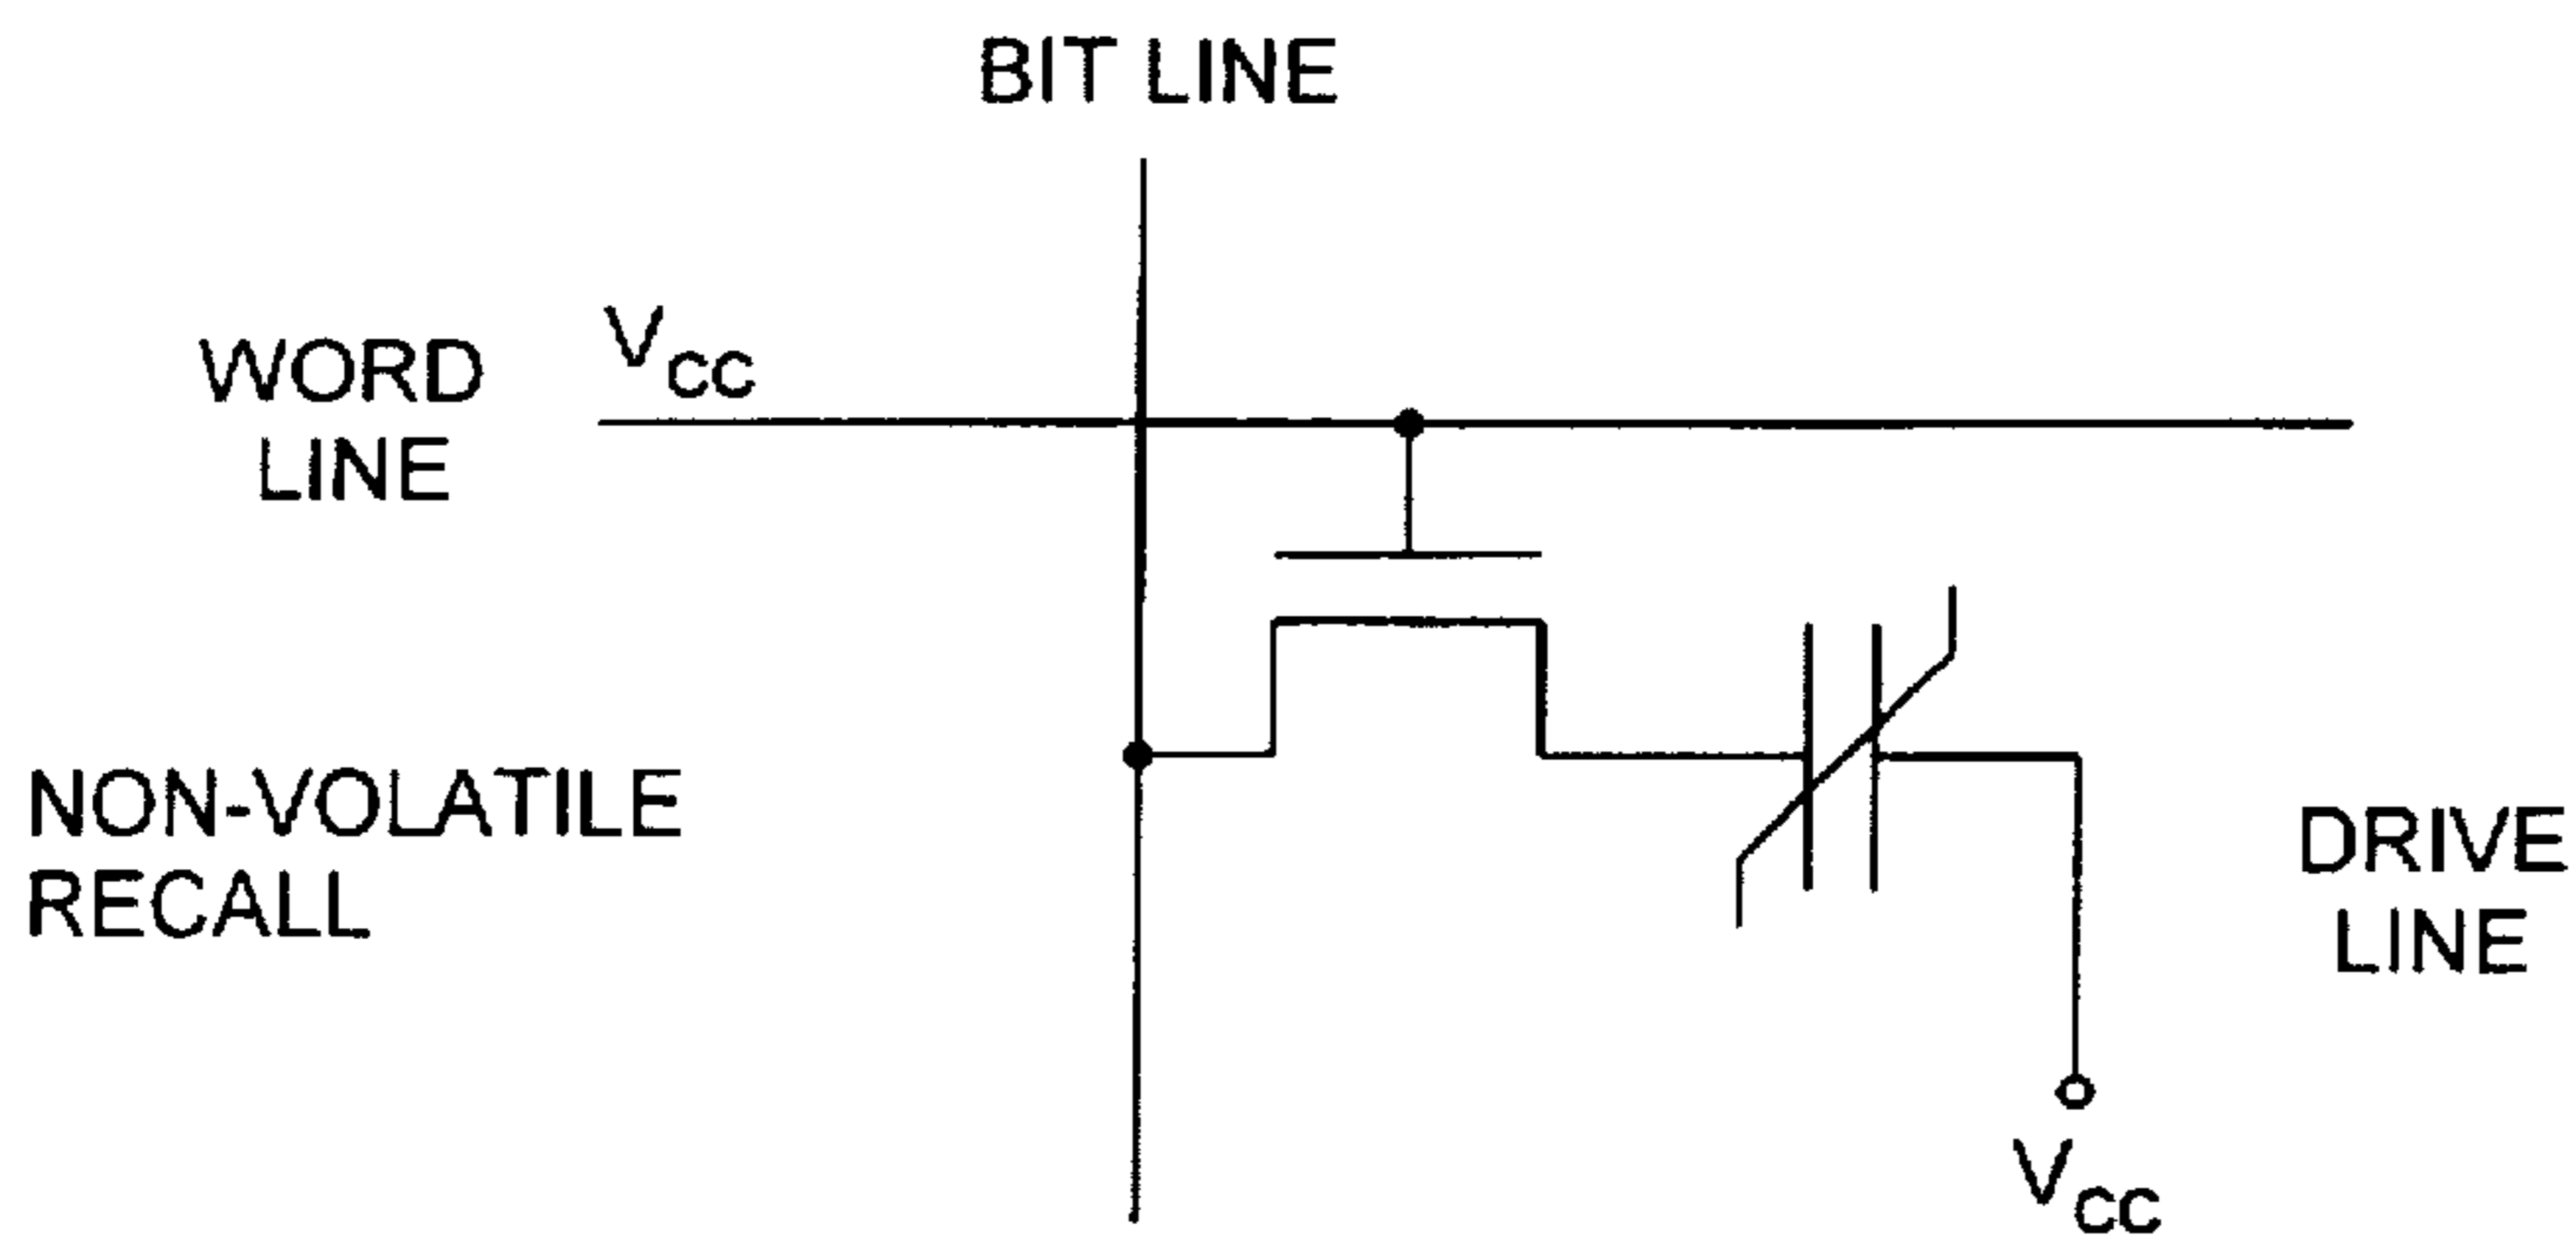 BIT LINE
WORD
LINE
VCC
NON-VOLATILE
RECALL
DRIVE
LINE
VCC